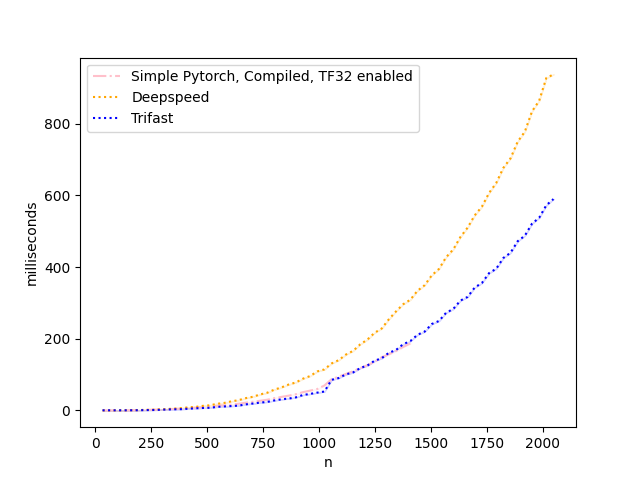 Simple Pytorch, Compiled, TF32 enabled
Deepspeed
Trifast
milliseconds
800
600
400
200
0
0 250 500 750 1000 1250 1500 1750 2000
n